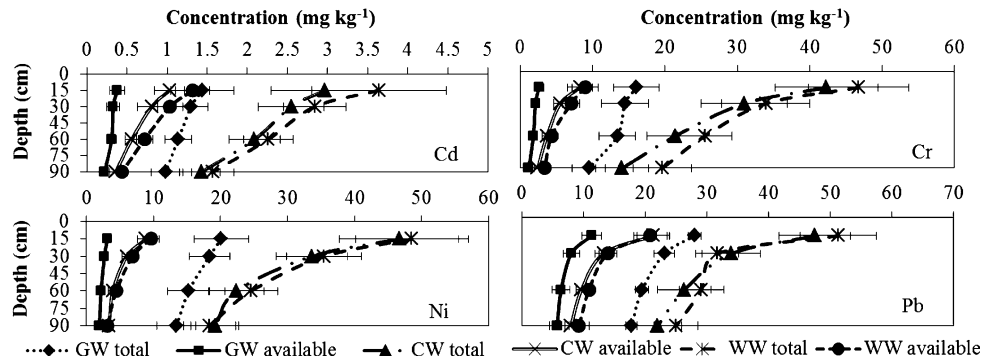 Concentration (mg kg-1)
0 0.5 1 1.5 2 2.5 3 3.5 4 4.5 5
Depth (cm)
0
15
30
45
60
75
90
Cd
Concentration (mg kg-1)
0 10 20 30 40 50 60
Depth (cm)
0
15
30
45
60
75
90
Cr
0 10 20 30 40 50 60
Depth (cm)
0
15
30
45
60
75
90
Ni
0 10 20 30 40 50 60 70
Depth (cm)
0
15
30
45
60
75
90
Pb
GW total GW available CW total CW available WW total WW available